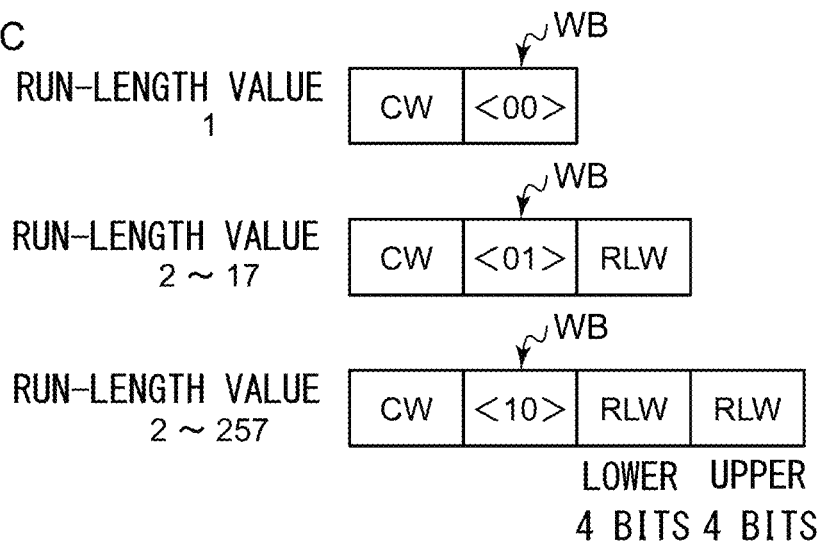 C
WB
RUN-LENGTH VALUE
1
CW <00>
WB
RUN-LENGTH VALUE
2 ~ 17
CW <01> RLW
WB
RUN-LENGTH VALUE
2 ~ 257
CW <10> RLW RLW
LOWER UPPER
4 BITS 4 BITS